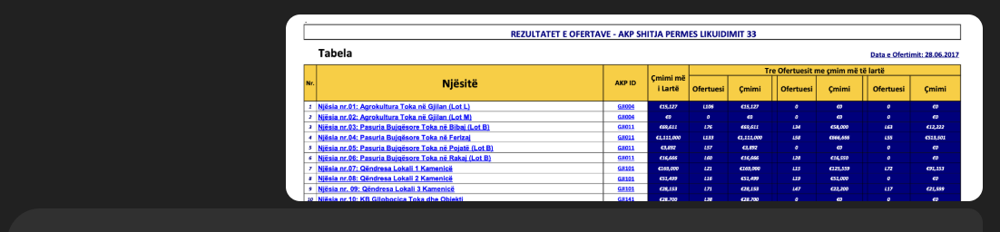 REZULTATET E OFERTAVE - AKP SHITJA PERMES LIKUIDIMIT 33
Tabela
Data e Ofertimit: 28.06.2017
Nr. Njësitë AKP ID Çmimi më i Lartë Tre Ofertuesit me çmim më të lartë
Ofertuesi Çmimi Ofertuesi Çmimi Ofertuesi Çmimi
1 Njësia nr.01: Agrokultura Toka në Gjilan (Lot L) GJI004 €15,127 L106 €15,127 0 €0 0 €0
2 Njësia nr.02: Agrokultura Toka në Gjilan (Lot M) GJI004 €0 0 €0 0 €0 0 €0
3 Njësia nr.03: Pasuria Bujqësore Toka në Bibaj (Lot B) GJI011 €69,611 L76 €69,611 L34 €58,000 L63 €12,222
4 Njësia nr.04: Pasuria Bujqësore Toka në Ferizaj GJI011 €1,111,000 L133 €1,111,000 L58 €666,666 L55 €513,501
5 Njësia nr.05: Pasuria Bujqësore Toka në Pojatë (Lot B) GJI011 €3,892 L57 €3,892 0 €0 0 €0
6 Njësia nr.06: Pasuria Bujqësore Toka në Rakaj (Lot B) GJI011 €16,666 L60 €16,666 L28 €16,550 0 €0
7 Njësia nr.07: Qëndresa Lokali 1 Kamenicë GJI101 €169,000 L21 €169,000 L15 €125,559 L72 €91,153
8 Njësia nr.08: Qëndresa Lokali 2 Kamenicë GJI101 €51,499 L16 €51,499 L19 €51,000 0 €0
9 Njësia nr. 09: Qëndresa Lokali 3 Kamenicë GJI101 €28,153 L71 €28,153 L47 €22,200 L17 €21,599
10 Njësia nr.10: KB Gllobocica Toka dhe Objekti GJI141 €28,700 L38 €28,700 0 €0 0 €0